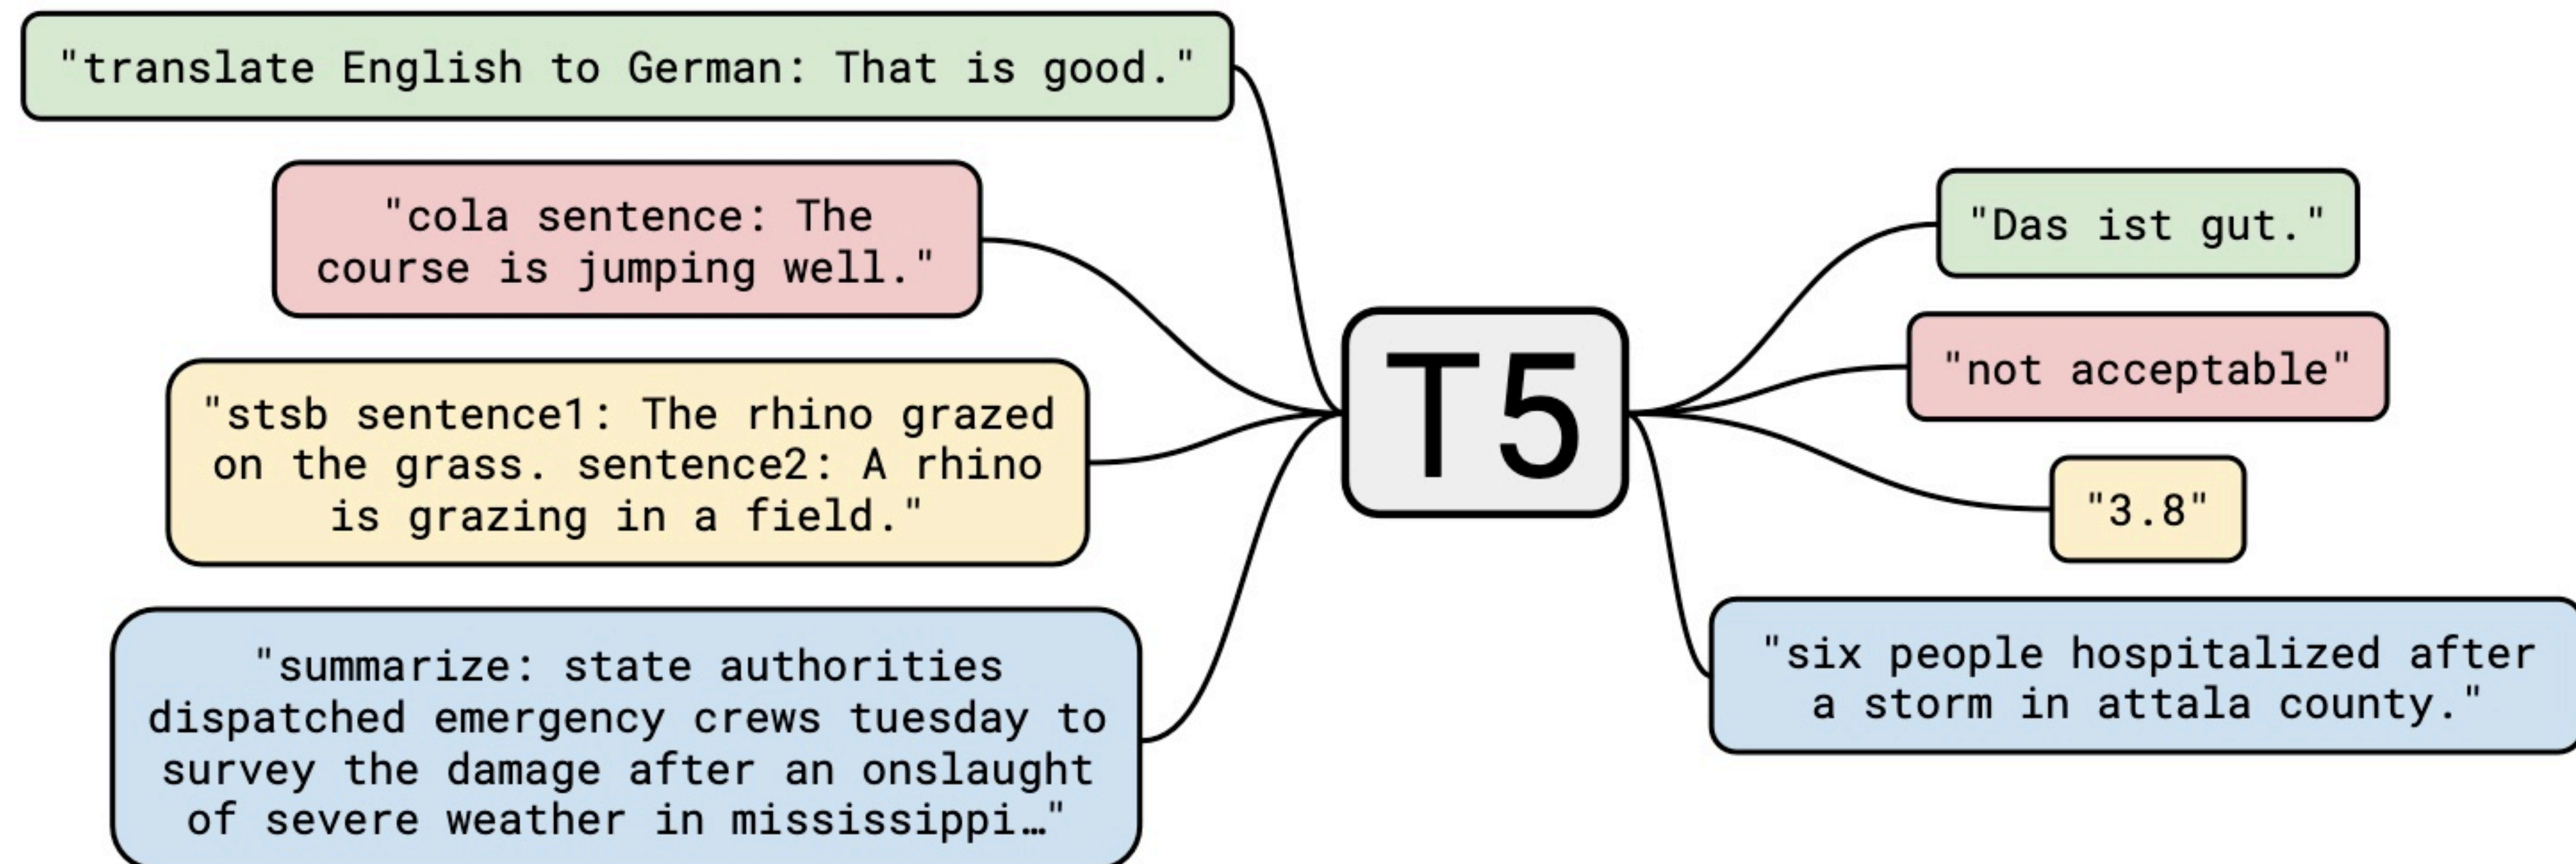 "translate English to German: That is good."
"cola sentence: The
course is jumping well."
"stsb sentence1: The rhino grazed
on the grass. sentence2: A rhino
is grazing in a field."
"summarize: state authorities
dispatched emergency crews tuesday to
survey the damage after an onslaught
of severe weather in mississippi…"
T5
"Das ist gut."
"not acceptable"
"3.8"
"six people hospitalized after
a storm in attala county."